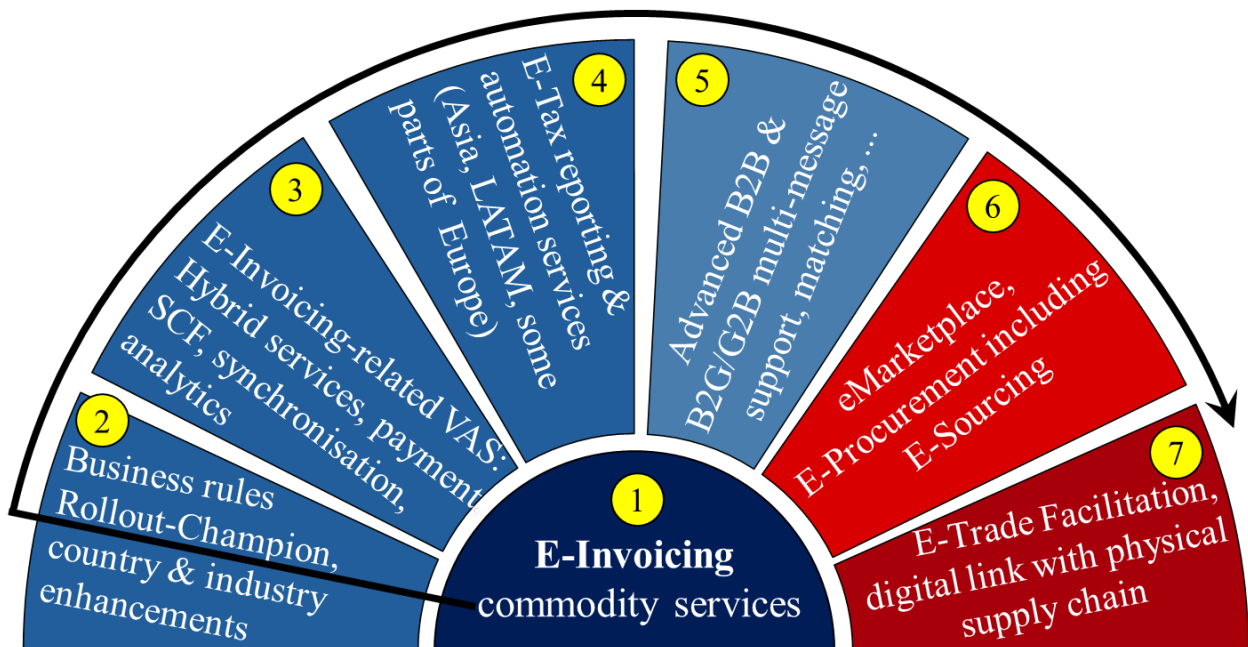 1
E-Invoicing
commodity services
2
Business rules
Rollout-Champion,
country & industry
enhancements
3
E-Invoicing-related VAS:
Hybrid services, payment,
SCF, synchronisation,
analytics
4
E-Tax reporting &
automation services
(Asia, LATAM, some
parts of Europe)
5
Advanced B2B &
B2G/G2B multi-message
support, matching, ...
6
eMarketplace,
E-Procurement including
E-Sourcing
7
E-Trade Facilitation,
digital link with physical
supply chain